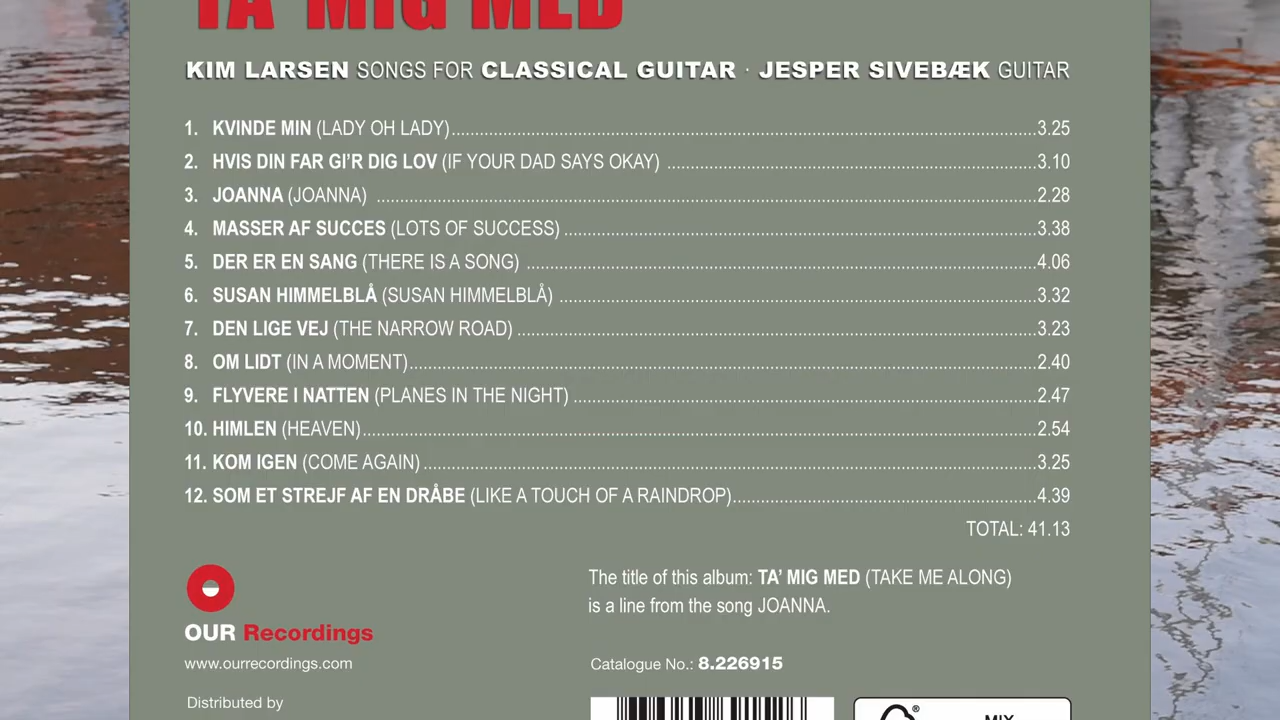 TA' MIG MED
KIM LARSEN SONGS FOR CLASSICAL GUITAR · JESPER SIVEBÆK GUITAR
1. KVINDE MIN (LADY OH LADY)........3.25
2. HVIS DIN FAR GI'R DIG LOV (IF YOUR DAD SAYS OKAY) ........3.10
3. JOANNA (JOANNA) ........2.28
4. MASSER AF SUCCES (LOTS OF SUCCESS) ........3.38
5. DER ER EN SANG (THERE IS A SONG) ........4.06
6. SUSAN HIMMELBLÅ (SUSAN HIMMELBLÅ) ........3.32
7. DEN LIGE VEJ (THE NARROW ROAD) ........3.23
8. OM LIDT (IN A MOMENT)........2.40
9. FLYVERE I NATTEN (PLANES IN THE NIGHT) ........2.47
10. HIMLEN (HEAVEN)........2.54
11. KOM IGEN (COME AGAIN) ........3.25
12. SOM ET STREJF AF EN DRÅBE (LIKE A TOUCH OF A RAINDROP)........4.39
TOTAL: 41.13
The title of this album: TA' MIG MED (TAKE ME ALONG)
is a line from the song JOANNA.
OUR Recordings
www.ourrecordings.com
Catalogue No.: 8.226915
Distributed by
MIX